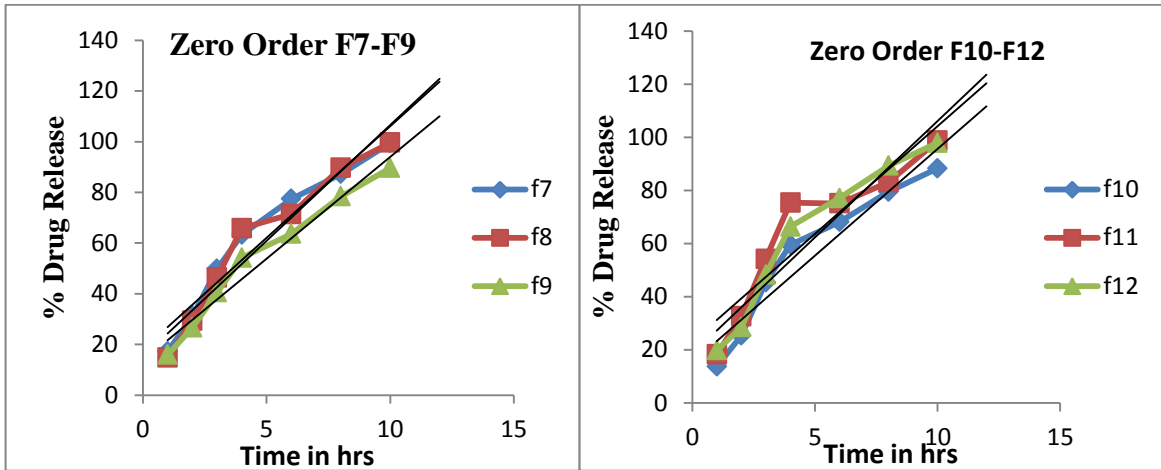 Zero Order F7-F9
% Drug Release
140
120
100
80
60
40
20
0
0 5 10 15
Time in hrs
f7
f8
f9
Zero Order F10-F12
% Drug Release
140
120
100
80
60
40
20
0
0 5 10 15
Time in hrs
f10
f11
f12